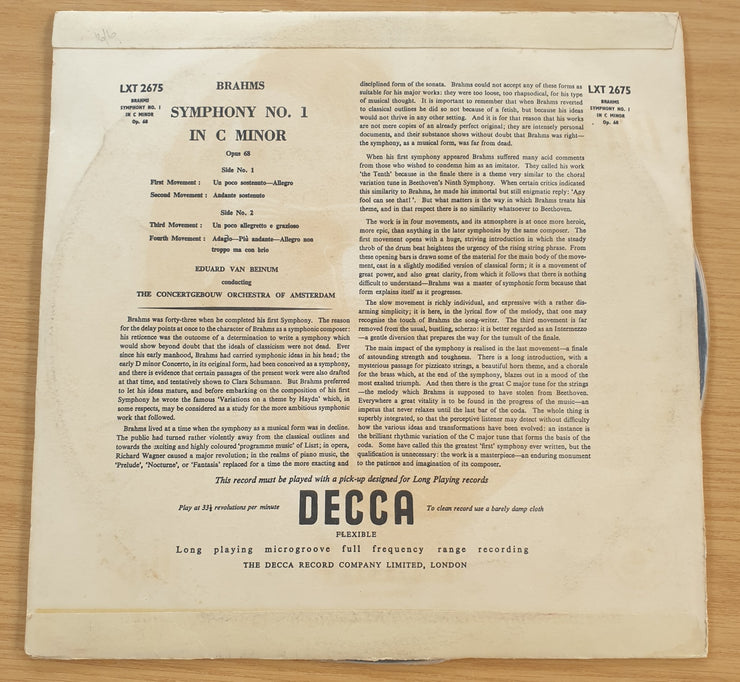 LXT 2675
BRAHMS
SYMPHONY NO. 1
IN C MINOR
Op. 68
BRAHMS
SYMPHONY NO. 1
IN C MINOR
Opus 68
Side No. 1
First Movement : Un poco sostenuto—Allegro
Second Movement : Andante sostenuto
Side No. 2
Third Movement : Un poco allegretto e grazioso
Fourth Movement : Adagio—Più andante—Allegro non
troppo ma con brio
EDUARD VAN BEINUM
conducting
THE CONCERTGEBOUW ORCHESTRA OF AMSTERDAM
Brahms was forty-three when he completed his first Symphony. The reason
for the delay points at once to the character of Brahms as a symphonic composer:
his reticence was the outcome of a determination to write a symphony which
would show beyond doubt that the ideals of classicism were not dead. Ever
since his early manhood, Brahms had carried symphonic ideas in his head; the
early D minor Concerto, in its original form, had been conceived as a symphony,
and there is evidence that certain passages of the present work were also drafted
at that time, and tentatively shown to Clara Schumann. But Brahms preferred
to let his ideas mature, and before embarking on the composition of his first
Symphony he wrote the famous 'Variations on a theme by Haydn' which, in
some respects, may be considered as a study for the more ambitious symphonic
work that followed.
Brahms lived at a time when the symphony as a musical form was in decline.
The public had turned rather violently away from the classical outlines and
towards the exciting and highly coloured 'programme music' of Liszt; in opera,
Richard Wagner caused a major revolution; in the realms of piano music, the
'Prelude', 'Nocturne', or 'Fantasia' replaced for a time the more exacting and
disciplined form of the sonata. Brahms could not accept any of these forms as
suitable for his major works: they were too loose, too rhapsodical, for his type
of musical thought. It is important to remember that when Brahms reverted
to classical outlines he did so not because of a fetish, but because his ideas
would not thrive in any other setting. And it is for that reason that his works
are not mere copies of an already perfect original; they are intensely personal
documents, and their substance shows without doubt that Brahms was right—
the symphony, as a musical form, was far from dead.
When his first symphony appeared Brahms suffered many acid comments
from those who wished to condemn him as an imitator. They called his work
'the Tenth' because in the finale there is a theme very similar to the choral
variation tune in Beethoven's Ninth Symphony. When certain critics indicated
this similarity to Brahms, he made his immortal but still enigmatic reply: 'Any
fool can see that!'. But what matters is the way in which Brahms treats his
theme, and in that respect there is no similarity whatsoever to Beethoven.
The work is in four movements, and its atmosphere is at once more heroic,
more epic, than anything in the later symphonies by the same composer. The
first movement opens with a huge, striving introduction in which the steady
throb of the drum beat heightens the urgency of the rising string phrase. From
these opening bars is drawn some of the material for the main body of the move-
ment, cast in a slightly modified version of classical form; it is a movement of
great power, and also great clarity, from which it follows that there is nothing
difficult to understand—Brahms was a master of symphonic form because that
form explains itself as it progresses.
The slow movement is richly individual, and expressive with a rather dis-
arming simplicity; it is here, in the lyrical flow of the melody, that one may
recognise the touch of Brahms the song-writer. The third movement is far
removed from the usual, bustling, scherzo: it is better regarded as an Intermezzo
—a gentle diversion that prepares the way for the tumult of the finale.
The main impact of the symphony is realised in the last movement—a finale
of astounding strength and toughness. There is a long introduction, with a
mysterious passage for pizzicato strings, a beautiful horn theme, and a chorale
for the brass which, at the end of the symphony, blazes out in a mood of the
most exalted triumph. And then there is the great C major tune for the strings
—the melody which Brahms is supposed to have stolen from Beethoven.
Everywhere a great vitality is to be found in the progress of the music—an
impetus that never relaxes until the last bar of the coda. The whole thing is
superbly integrated, so that the perceptive listener may detect without difficulty
how the various ideas and transformations have been evolved: an instance is
the brilliant rhythmic variation of the C major tune that forms the basis of the
coda. Some have called this the greatest 'first' symphony ever written, but the
qualification is unnecessary: the work is a masterpiece—an enduring monument
to the patience and imagination of its composer.
LXT 2675
BRAHMS
SYMPHONY NO. 1
IN C MINOR
Op. 68
This record must be played with a pick-up designed for Long Playing records
Play at 33⅓ revolutions per minute
DECCA
To clean record use a barely damp cloth
FLEXIBLE
Long playing microgroove full frequency range recording
THE DECCA RECORD COMPANY LIMITED, LONDON